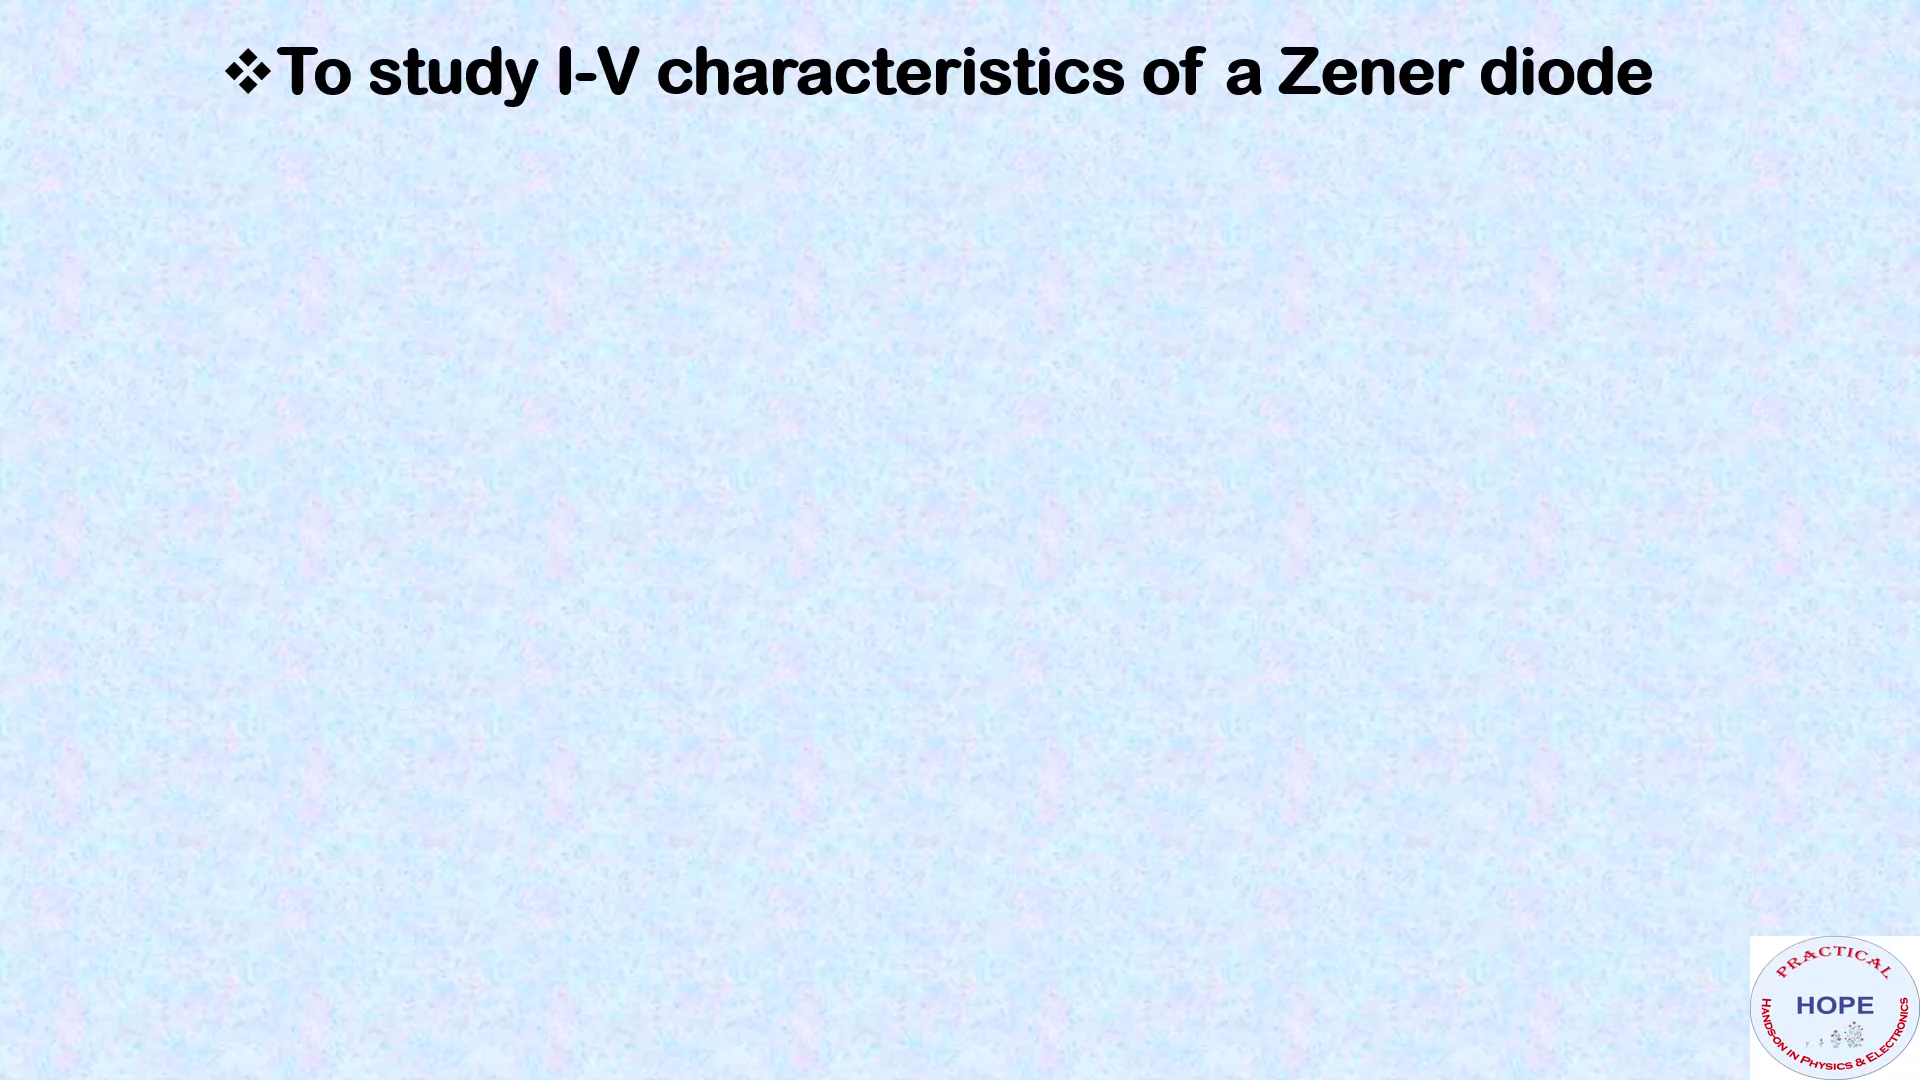 ❖To study I-V characteristics of a Zener diode
PRACTICAL
HOPE
HANDSON IN PHYSICS & ELECTRONICS